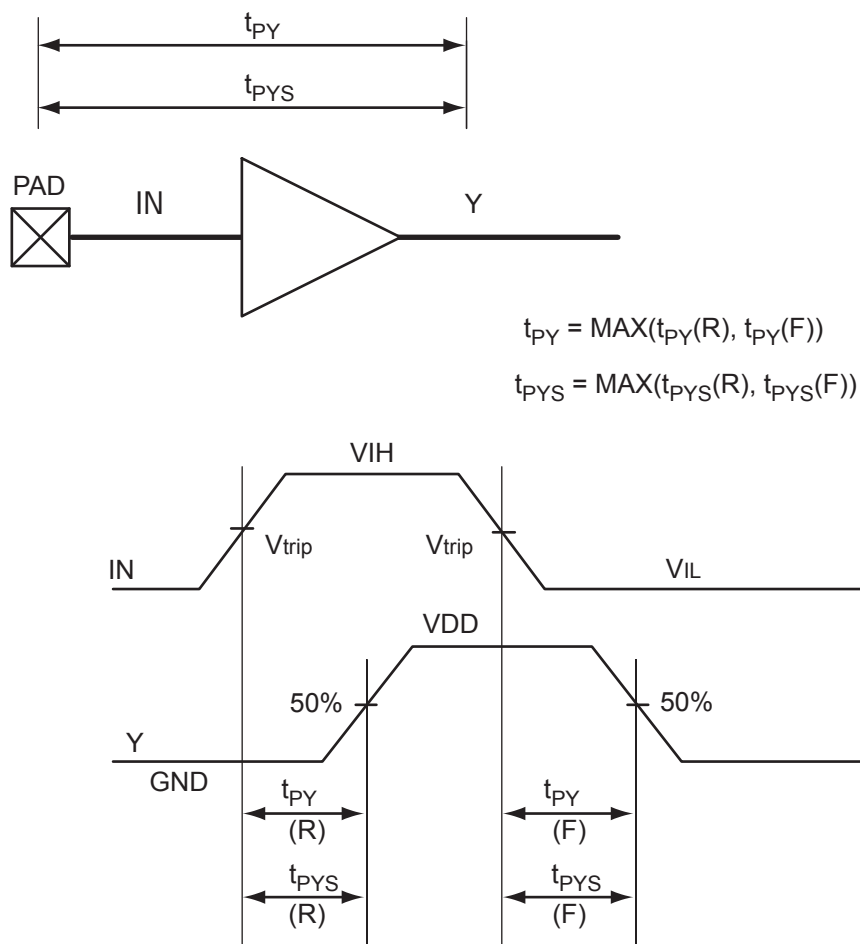 tPY
tPYS
PAD
IN
Y
tPY = MAX(tPY(R), tPY(F))
tPYS = MAX(tPYS(R), tPYS(F))
VIH
Vtrip
Vtrip
IN
VIL
VDD
50%
50%
Y
GND
tPY
(R)
tPY
(F)
tPYS
(R)
tPYS
(F)